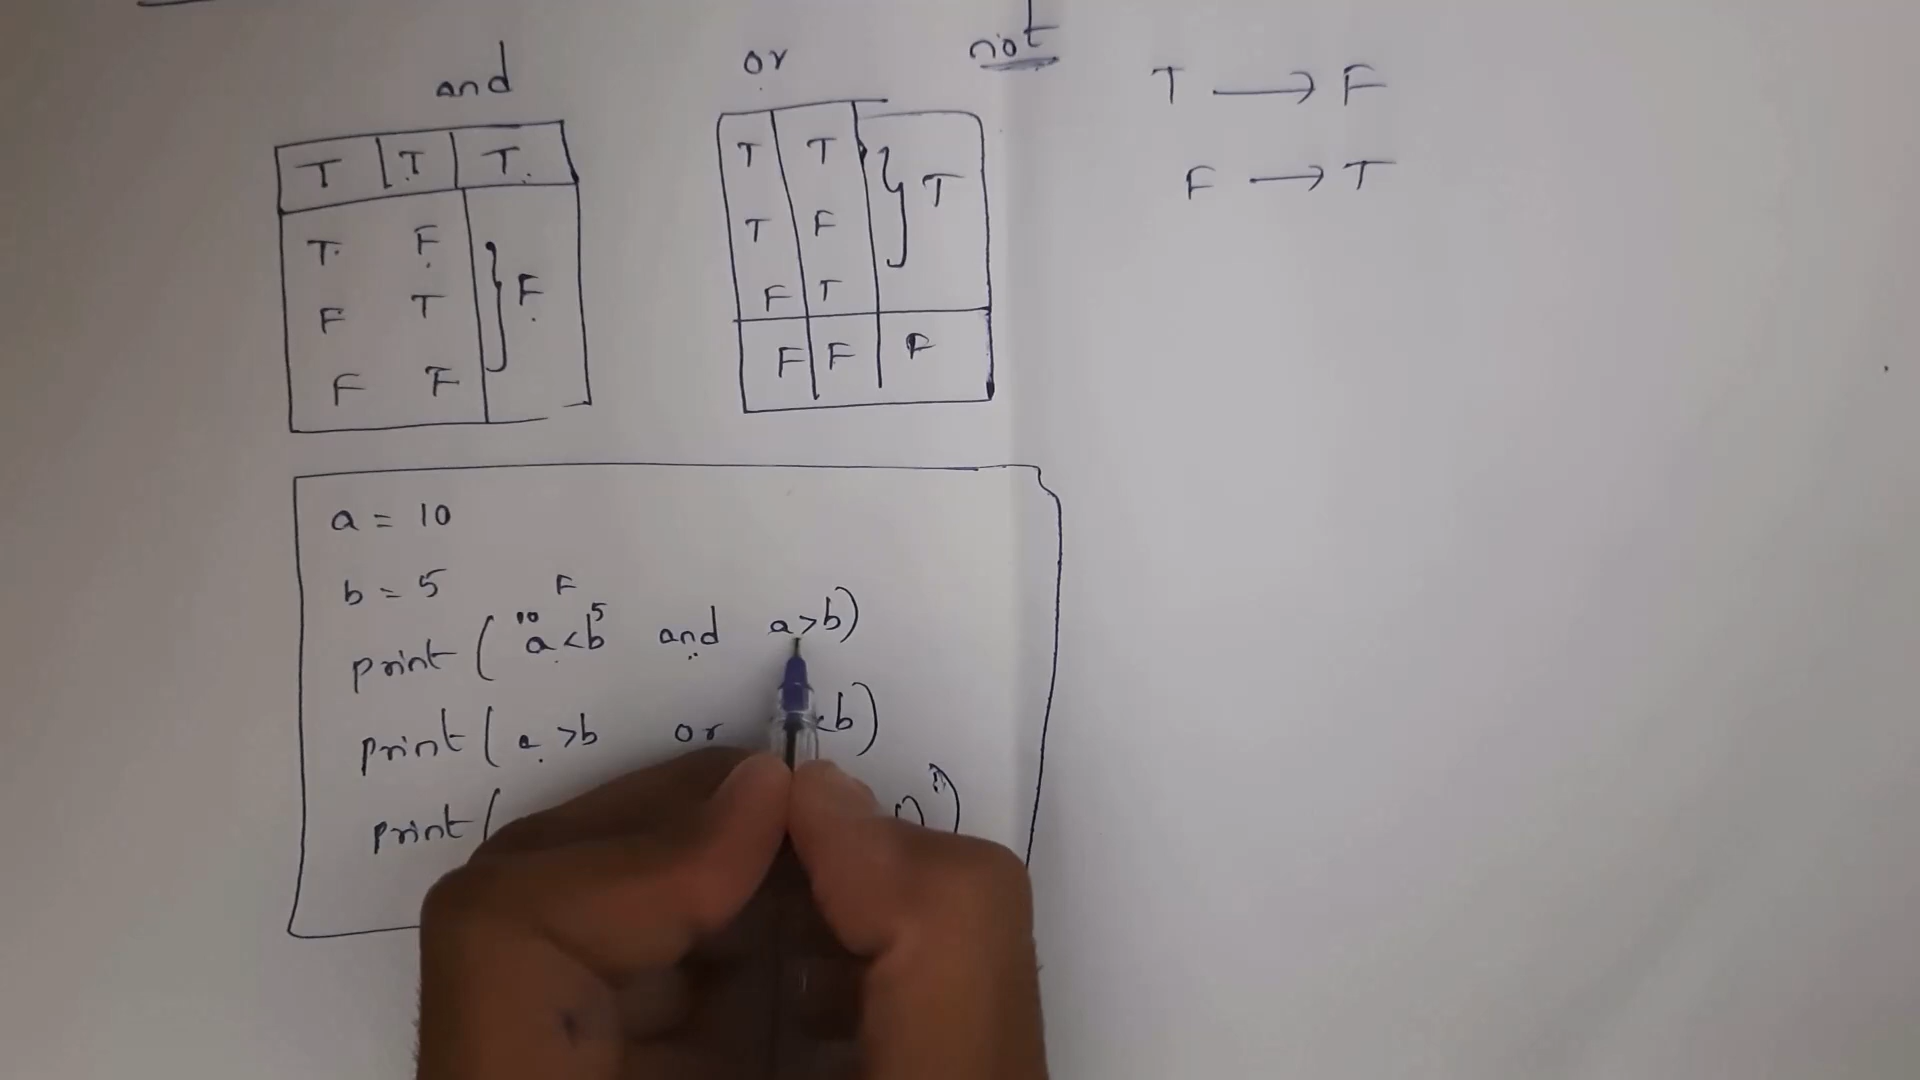 and or not
T → F
F → T
T T T
T F
F T } F
F F
T T
T F } T
F T
F F F
a = 10
b = 5 F
10 5
print ( a<b and a>b)
print ( a >b or <b)
print (